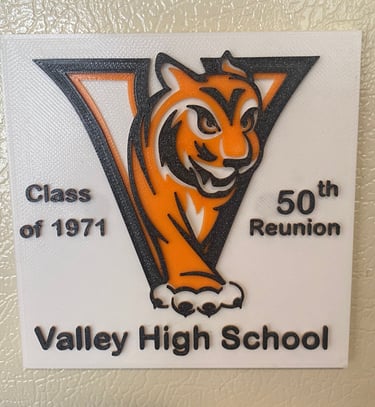 V
Class
of 1971
50th
Reunion
Valley High School